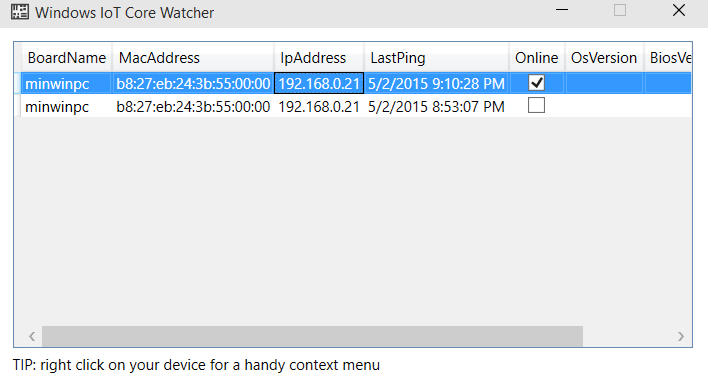 Windows IoT Core Watcher
BoardName MacAddress IpAddress LastPing Online OsVersion BiosVe
minwinpc b8:27:eb:24:3b:55:00:00 192.168.0.21 5/2/2015 9:10:28 PM
minwinpc b8:27:eb:24:3b:55:00:00 192.168.0.21 5/2/2015 8:53:07 PM
TIP: right click on your device for a handy context menu